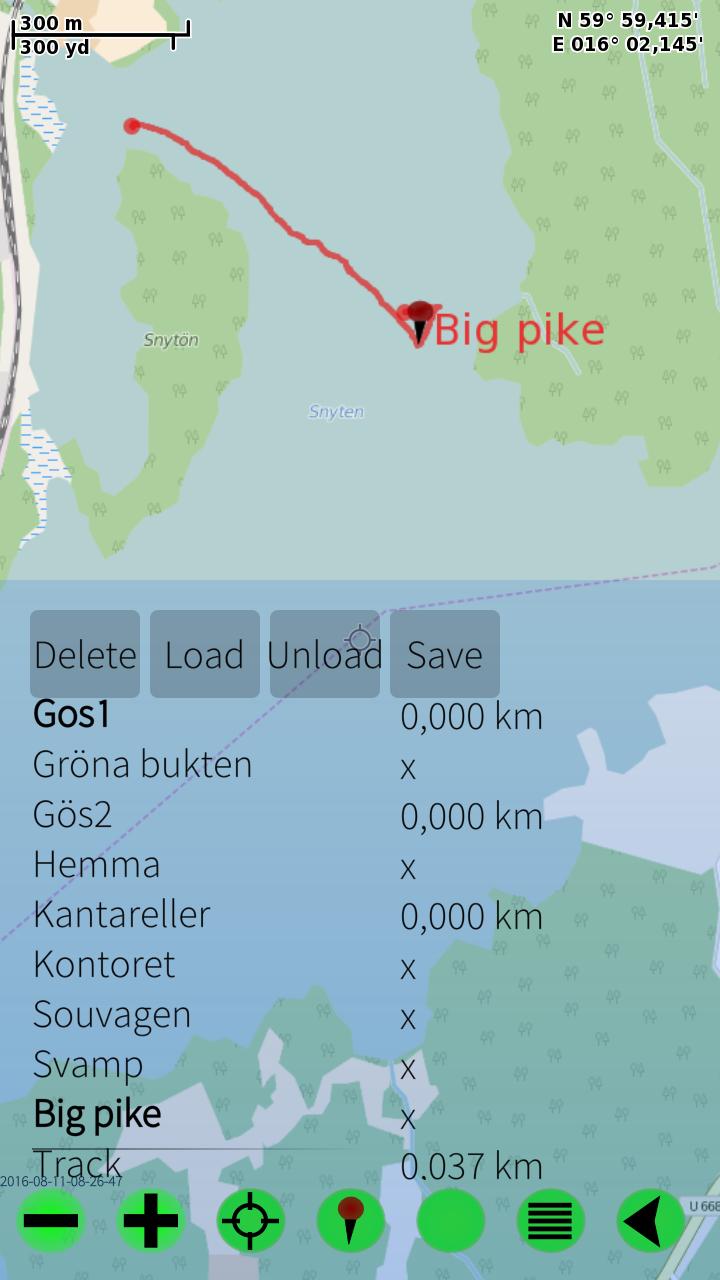 300 m
300 yd
N 59° 59,415'
E 016° 02,145'
Big pike
Snytön
Snyten
Delete Load Unload Save
Gos1 0,000 km
Gröna bukten x
Gös2 0,000 km
Hemma x
Kantareller 0,000 km
Kontoret x
Souvagen x
Svamp x
Big pike x
Track 0.037 km
2016-08-11-08-26-47
U 668